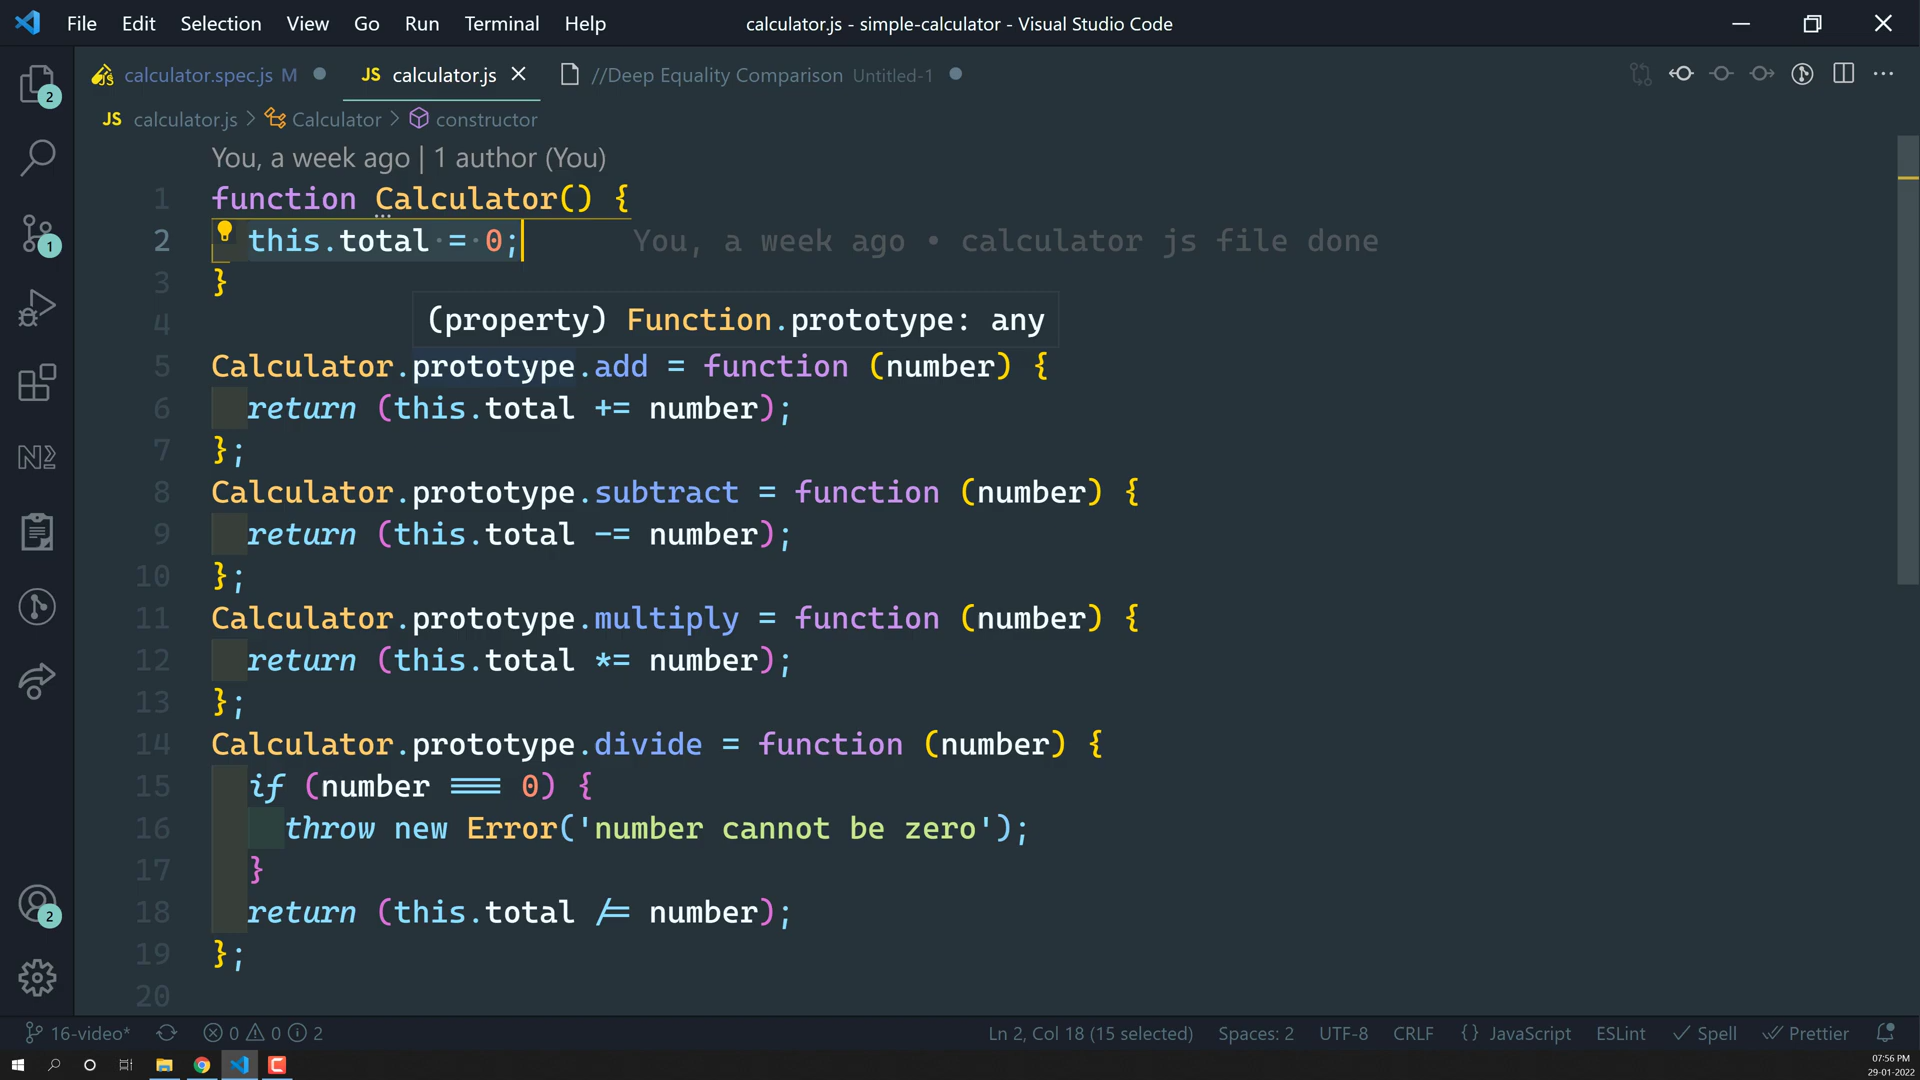 File Edit Selection View Go Run Terminal Help calculator.js - simple-calculator - Visual Studio Code
calculator.spec.js M JS calculator.js //Deep Equality Comparison Untitled-1
2
JS calculator.js > Calculator > constructor
You, a week ago | 1 author (You)
1 function Calculator() {
2 this.total = 0; You, a week ago • calculator js file done
1
3 }
(property) Function.prototype: any
4
5 Calculator.prototype.add = function (number) {
6 return (this.total += number);
7 };
8 Calculator.prototype.subtract = function (number) {
9 return (this.total -= number);
10 };
11 Calculator.prototype.multiply = function (number) {
12 return (this.total *= number);
13 };
14 Calculator.prototype.divide = function (number) {
15 if (number === 0) {
16 throw new Error('number cannot be zero');
17 }
18 return (this.total /= number);
2
19 };
20
16-video* 0 0 2 Ln 2, Col 18 (15 selected) Spaces: 2 UTF-8 CRLF {} JavaScript ESLint Spell Prettier
07:56 PM
29-01-2022